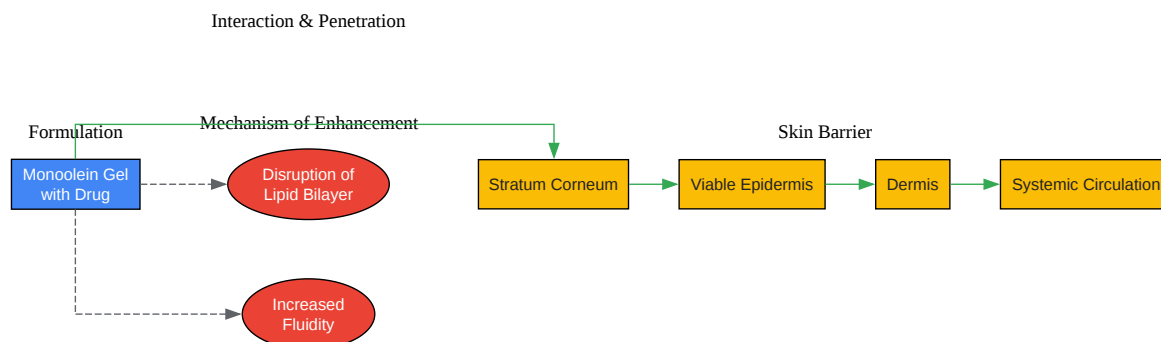 Interaction & Penetration
Formulation
Mechanism of Enhancement
Skin Barrier
Monoolein Gel
with Drug
Disruption of
Lipid Bilayer
Stratum Corneum
Viable Epidermis
Dermis
Systemic Circulation
Increased
Fluidity